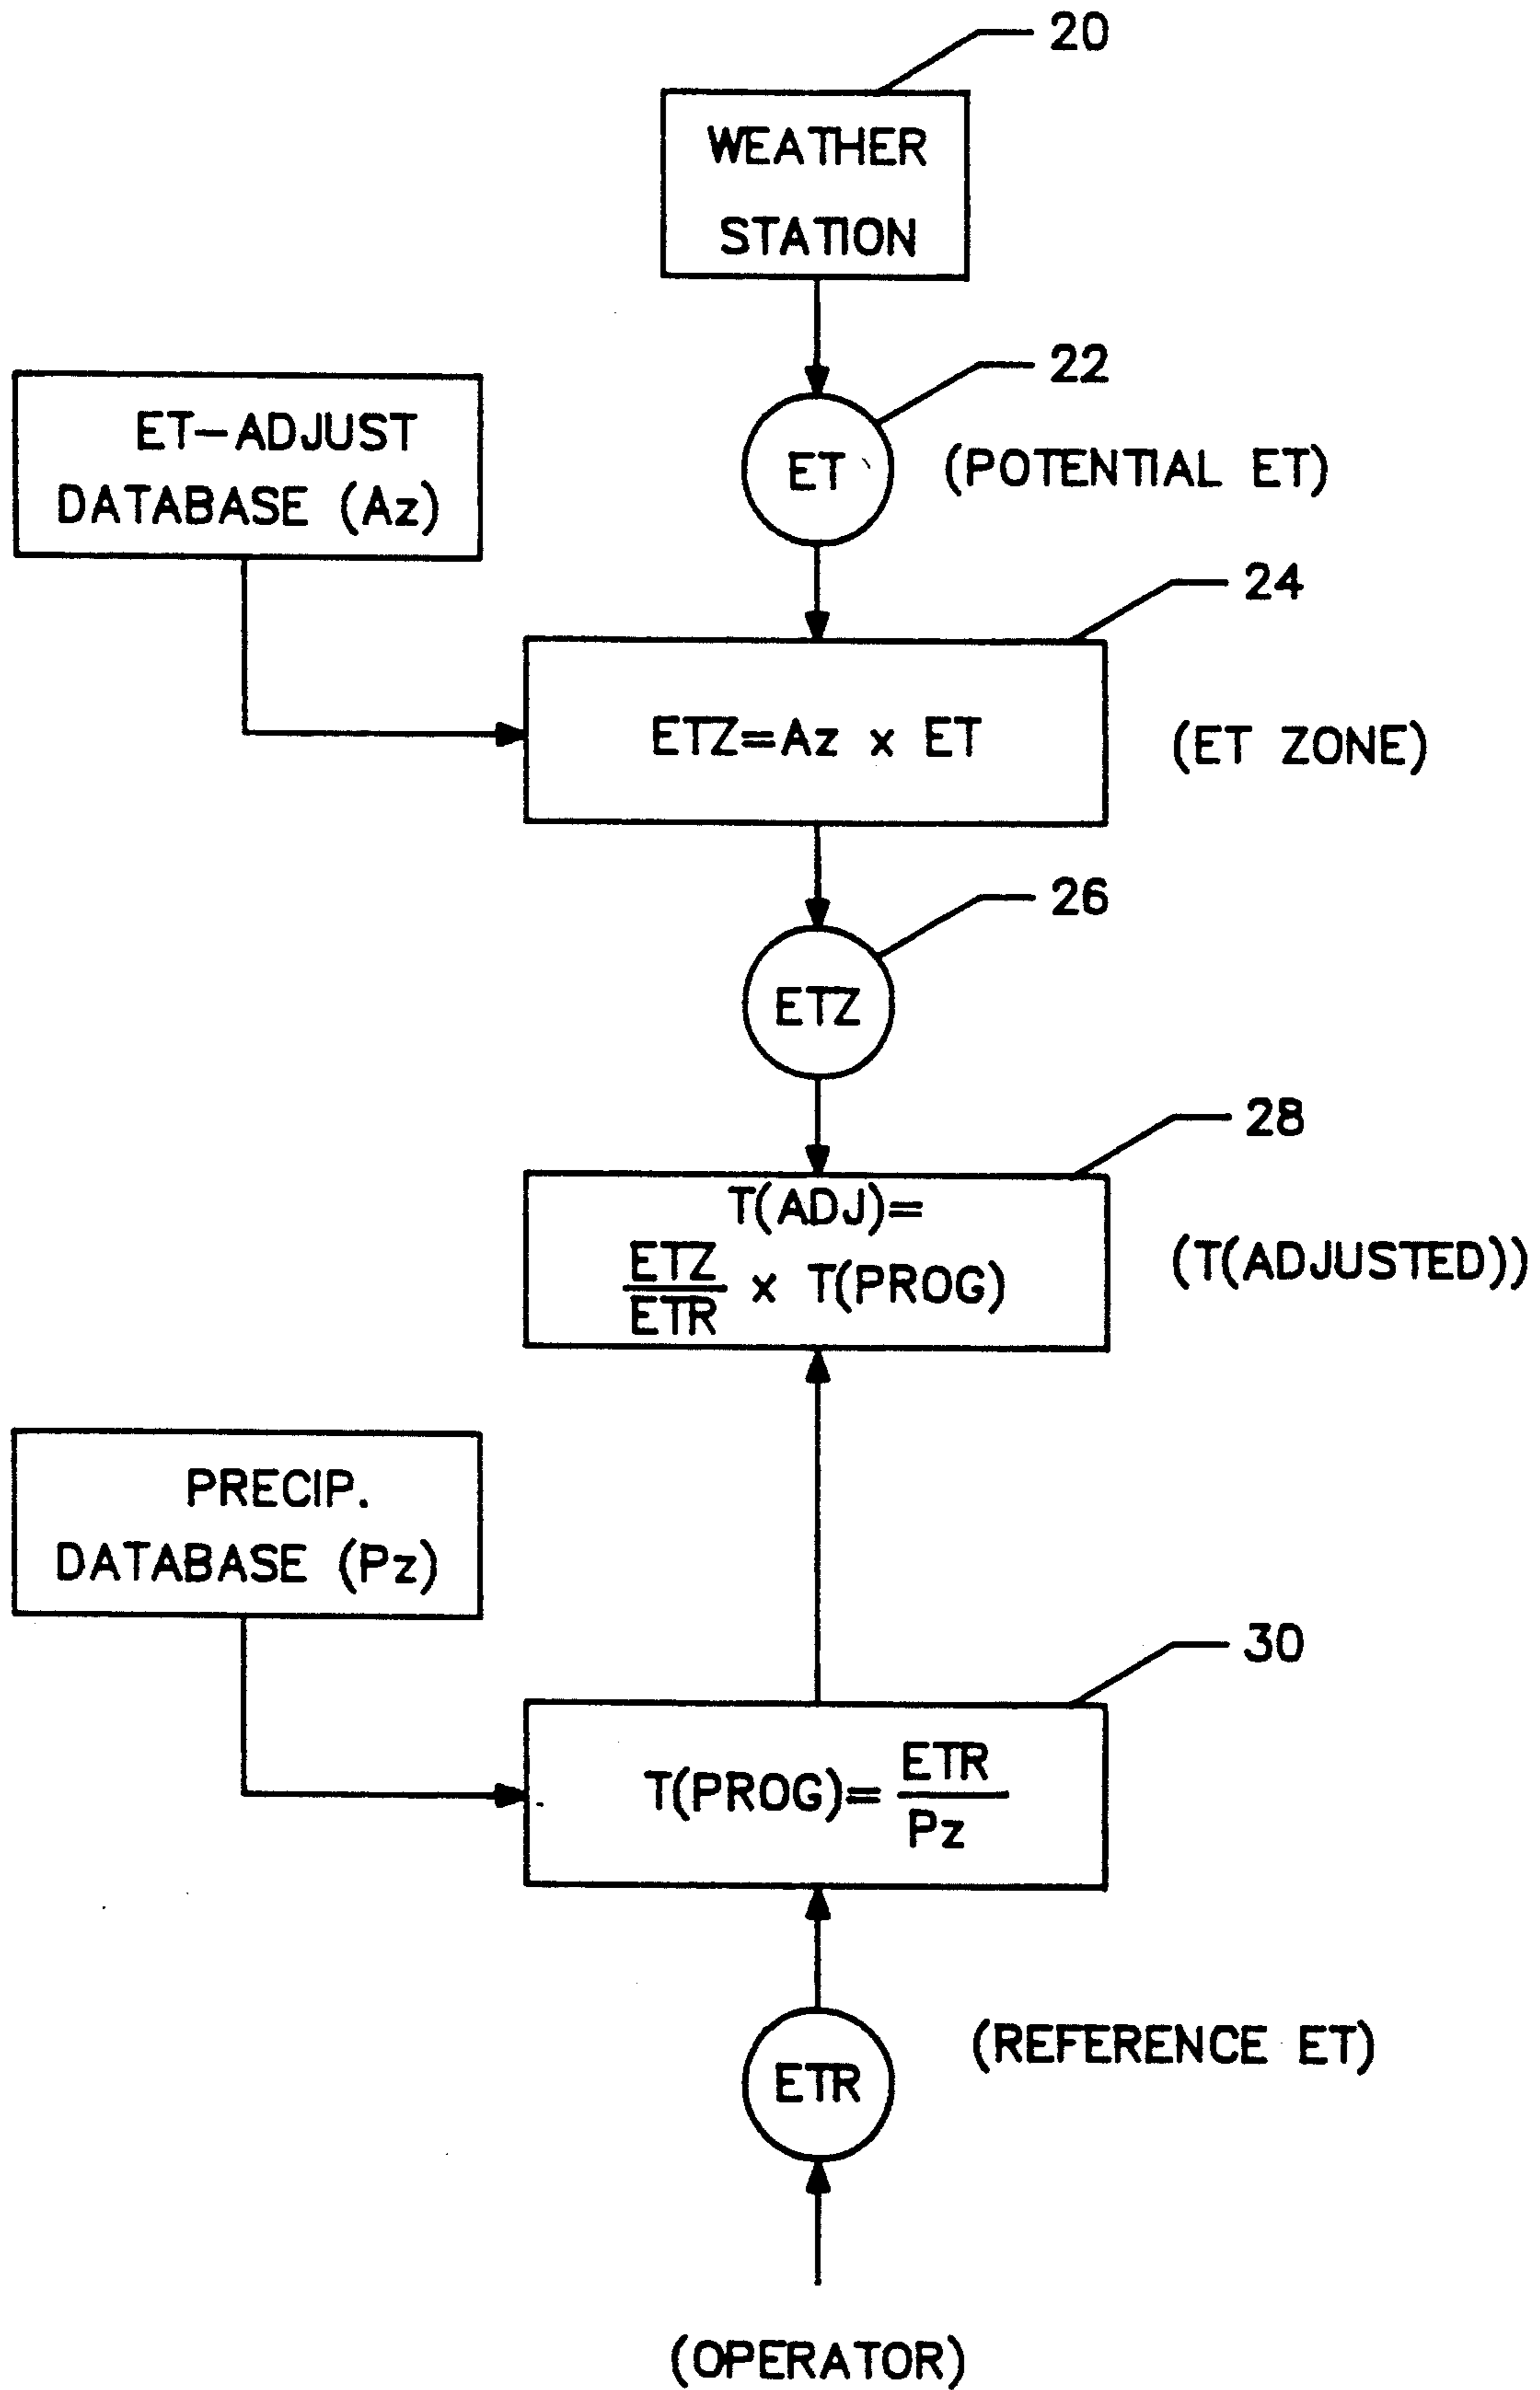 20
WEATHER
STATION
22
ET-ADJUST
DATABASE (Az)
ET
(POTENTIAL ET)
24
ETZ=Az x ET
(ET ZONE)
26
ETZ
28
T(ADJ)=
ETZ
ETR
x T(PROG)
(T(ADJUSTED))
PRECIP.
DATABASE (Pz)
30
T(PROG)=
ETR
Pz
(REFERENCE ET)
ETR
(OPERATOR)